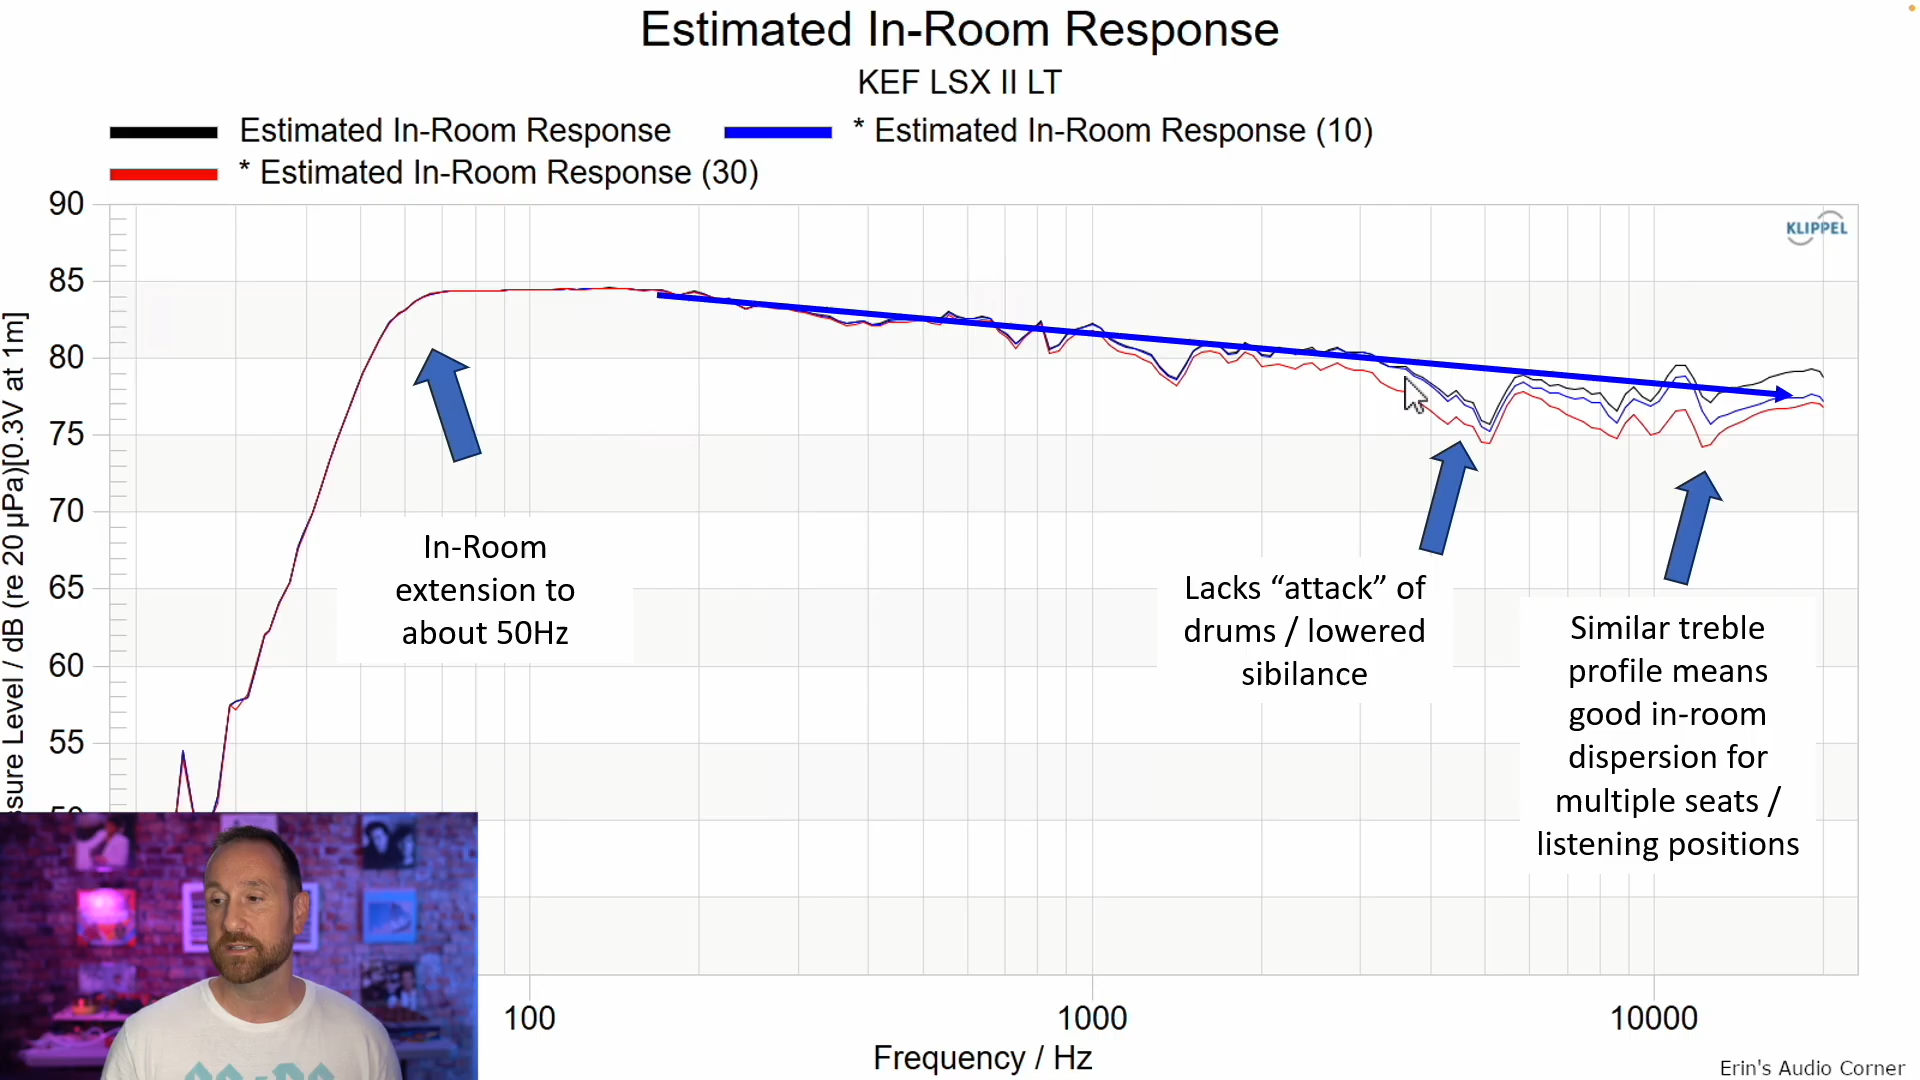 Estimated In-Room Response
KEF LSX II LT
Estimated In-Room Response
* Estimated In-Room Response (10)
* Estimated In-Room Response (30)
KLIPPEL
90
85
80
75
70
65
60
55
ssure Level / dB (re 20 µPa)[0.3V at 1m]
In-Room
extension to
about 50Hz
Lacks “attack” of
drums / lowered
sibilance
Similar treble
profile means
good in-room
dispersion for
multiple seats /
listening positions
100
1000
10000
Frequency / Hz
Erin's Audio Corner